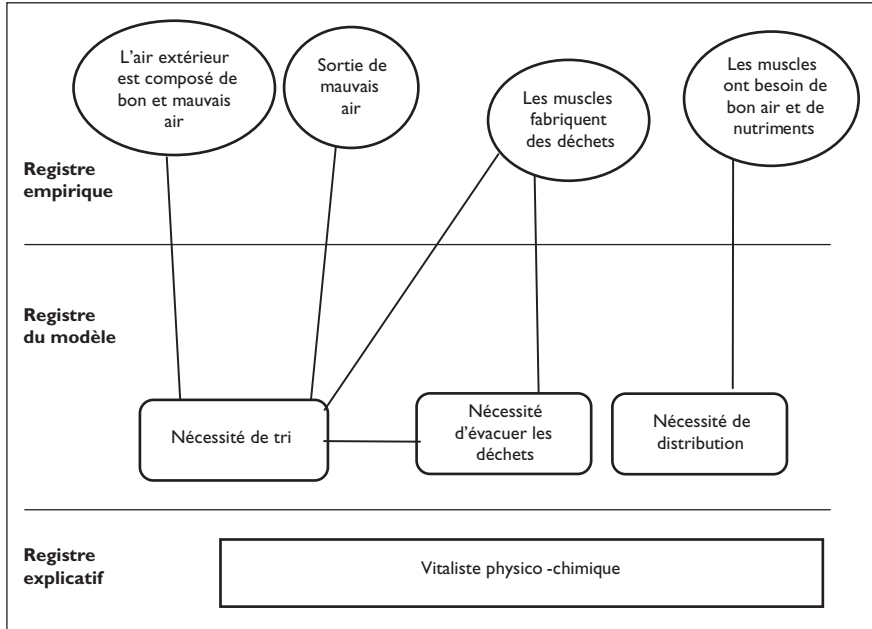 L'air extérieur
est composé de
bon et mauvais
air
Sortie de
mauvais
air
Les muscles
fabriquent
des déchets
Les muscles
ont besoin de
bon air et de
nutriments
Registre
empirique
Registre
du modèle
Nécessité de tri
Nécessité
d'évacuer les
déchets
Nécessité de
distribution
Registre
explicatif
Vitaliste physico -chimique